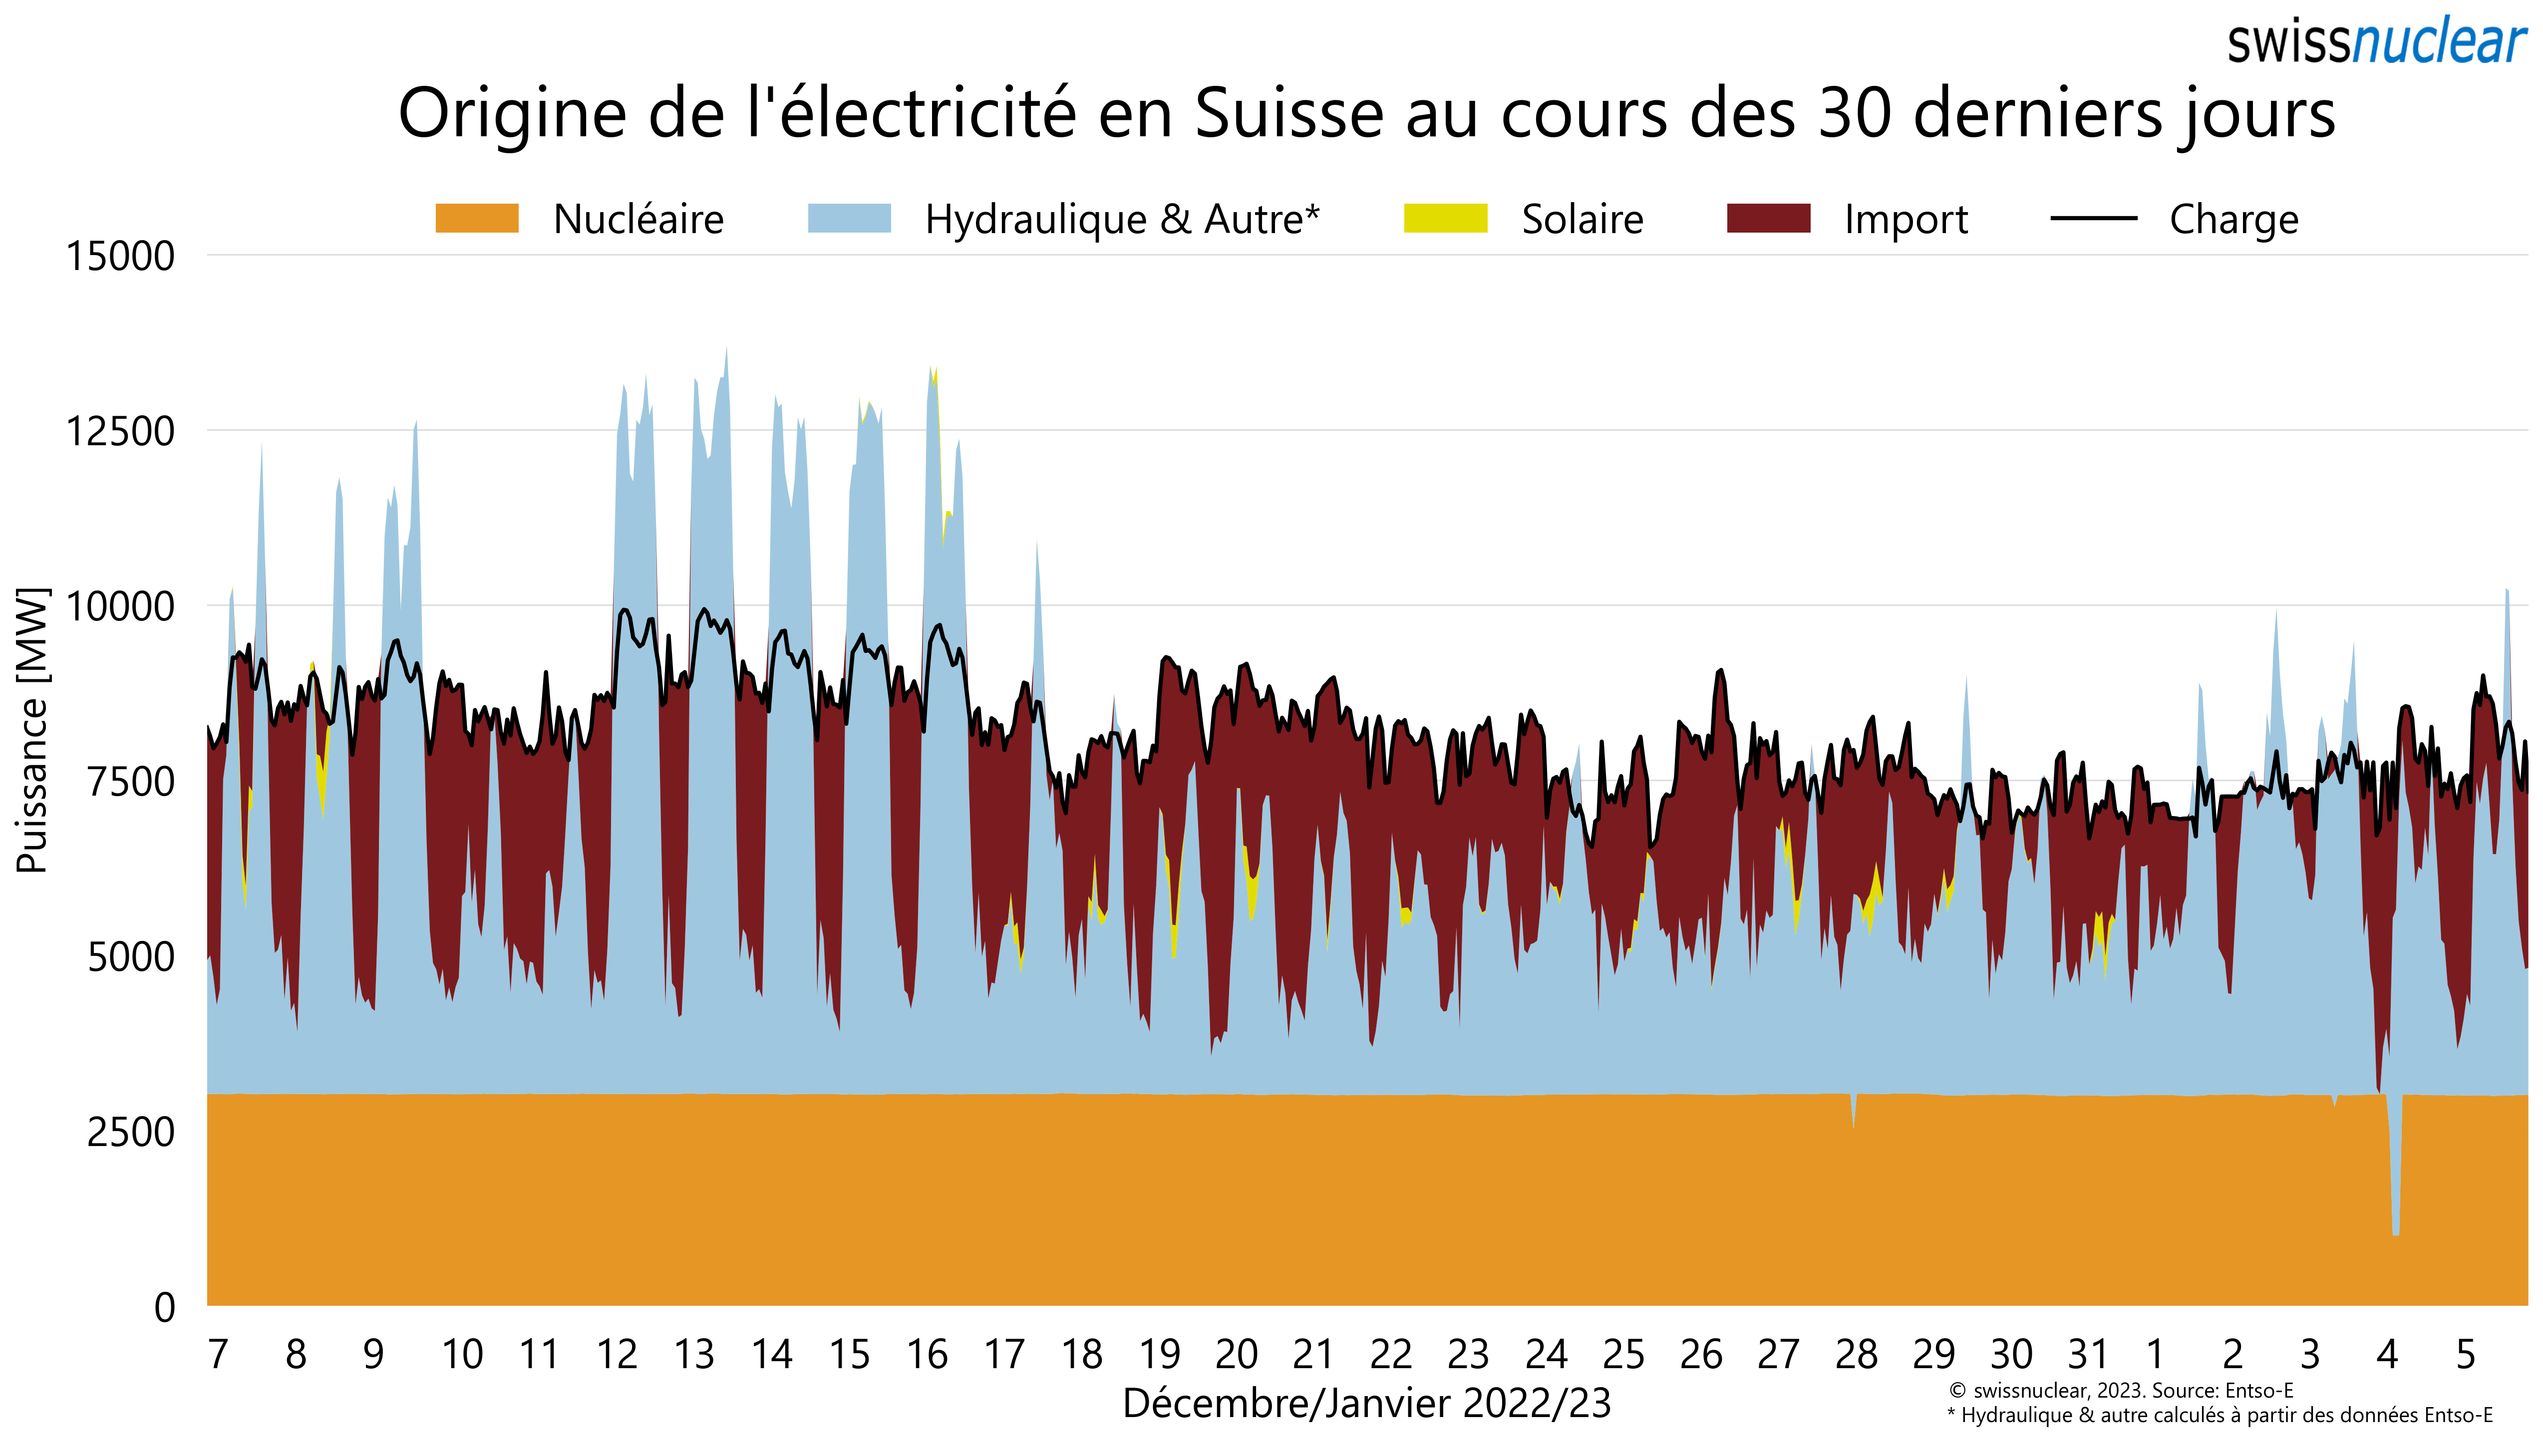 swissnuclear
Origine de l'électricité en Suisse au cours des 30 derniers jours
Nucléaire Hydraulique & Autre* Solaire Import Charge
15000
12500
10000
7500
5000
2500
0
Puissance [MW]
7 8 9 10 11 12 13 14 15 16 17 18 19 20 21 22 23 24 25 26 27 28 29 30 31 1 2 3 4 5
Décembre/Janvier 2022/23
© swissnuclear, 2023. Source: Entso-E
* Hydraulique & autre calculés à partir des données Entso-E